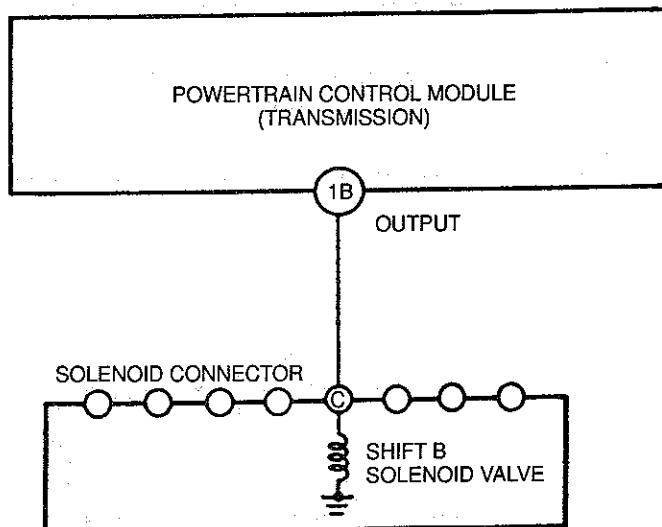 POWERTRAIN CONTROL MODULE
(TRANSMISSION)
1B
OUTPUT
SOLENOID CONNECTOR
C
SHIFT B
SOLENOID VALVE